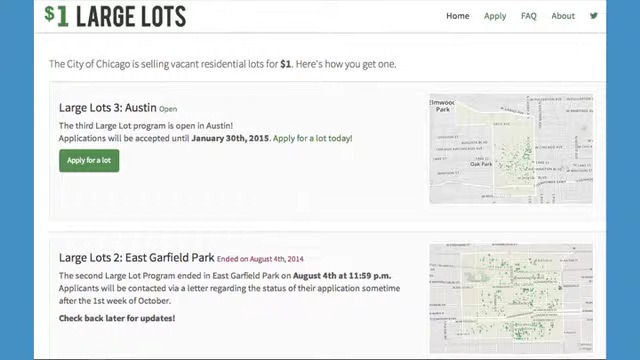 $1 LARGE LOTS
Home Apply FAQ About
The City of Chicago is selling vacant residential lots for $1. Here's how you get one.
Large Lots 3: Austin Open
The third Large Lot program is open in Austin!
Applications will be accepted until January 30th, 2015. Apply for a lot today!
Apply for a lot
Elmwood
Park
Oak Park
Large Lots 2: East Garfield Park Ended on August 4th, 2014
The second Large Lot Program ended in East Garfield Park on August 4th at 11:59 p.m.
Applicants will be contacted via a letter regarding the status of their application sometime
after the 1st week of October.
Check back later for updates!